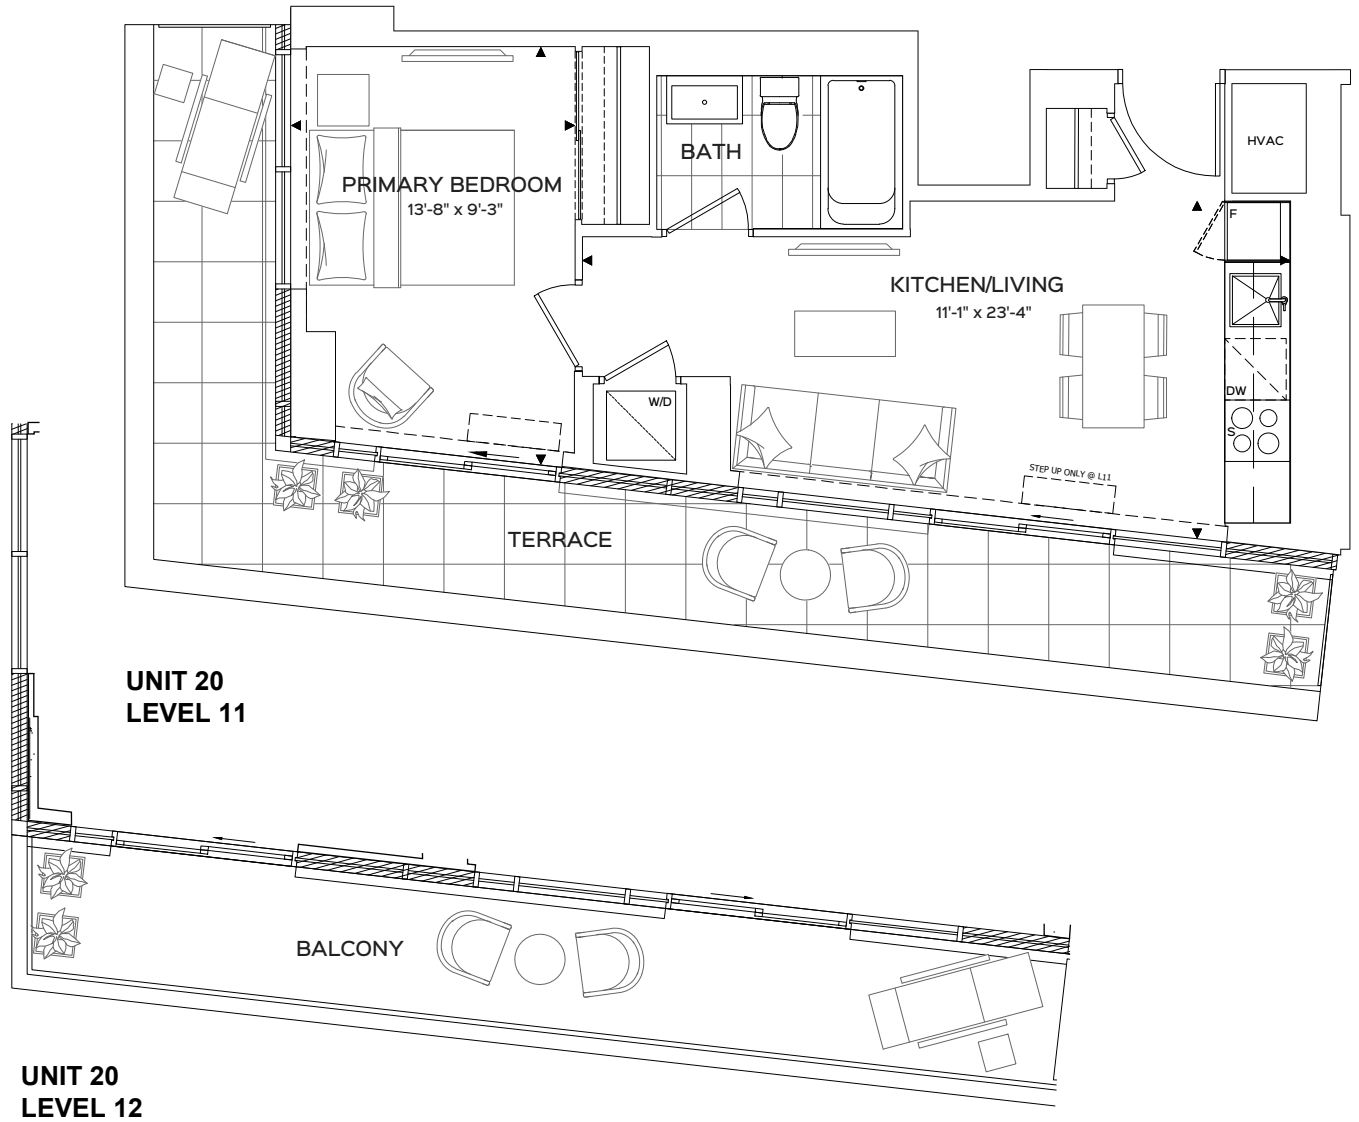 HVAC
BATH
PRIMARY BEDROOM
13'-8" x 9'-3"
F
KITCHEN/LIVING
11'-1" x 23'-4"
DW
W/D
S
STEP UP ONLY @ L11
TERRACE
UNIT 20
LEVEL 11
BALCONY
UNIT 20
LEVEL 12